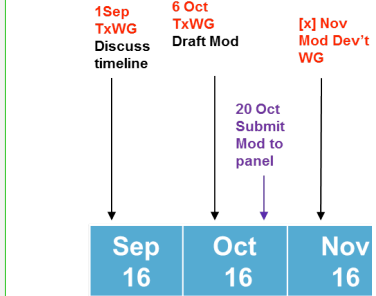 1Sep
TxWG
Discuss
timeline
6 Oct
TxWG
Draft Mod
20 Oct
Submit
Mod to
panel
[x] Nov
Mod Dev't
WG
Sep
16
Oct
16
Nov
16